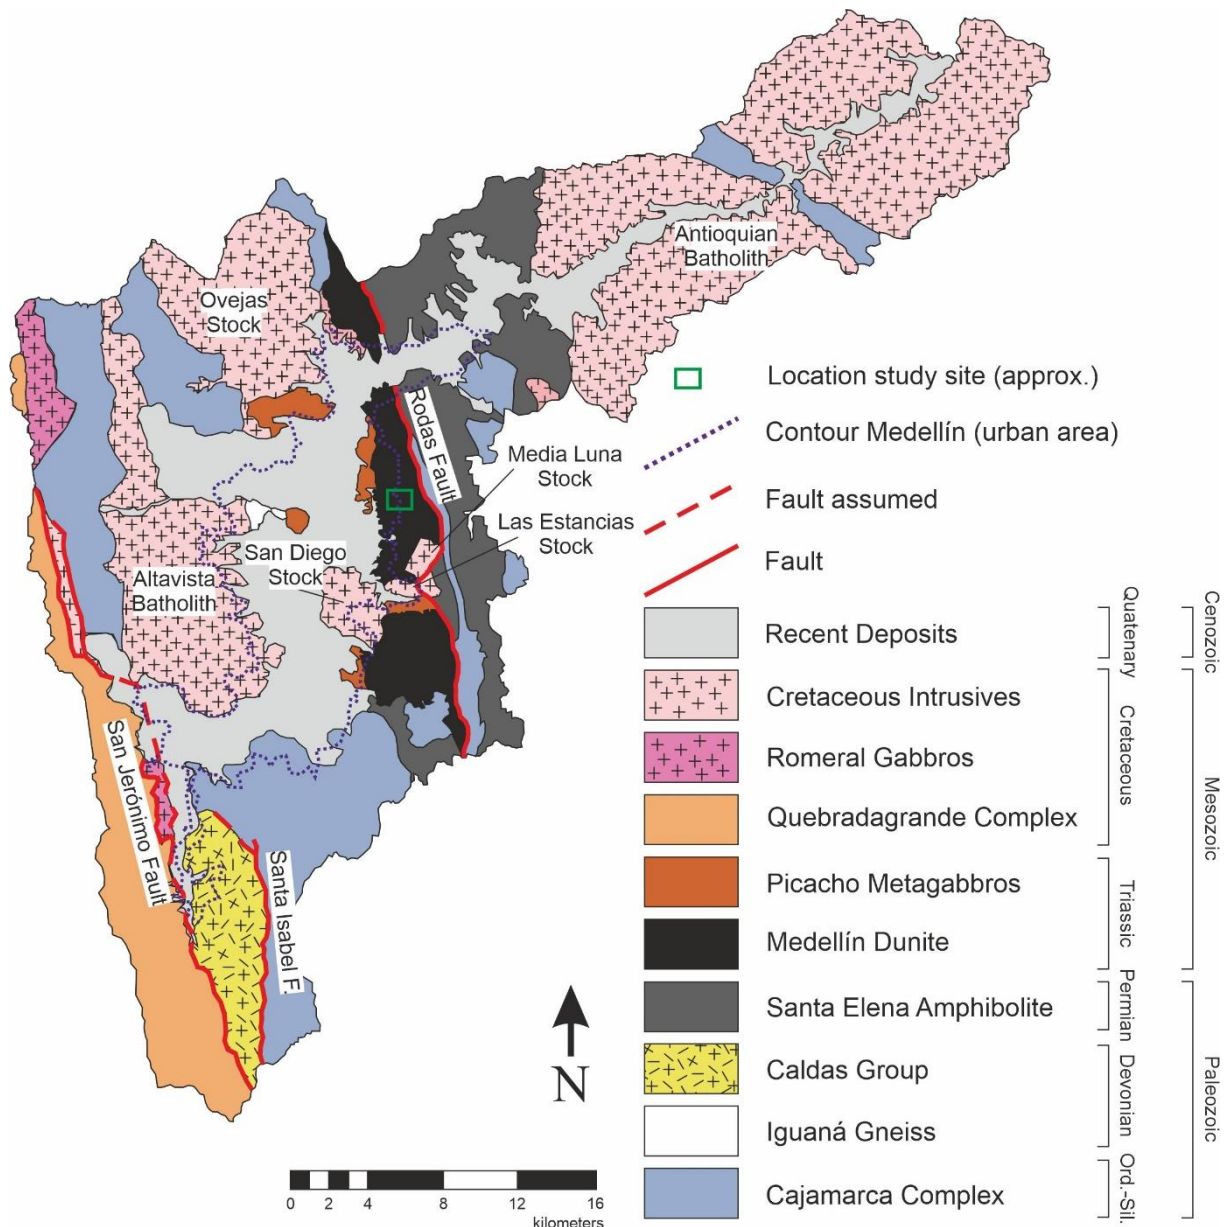 Antioquian
Batholith
Ovejas
Stock
Rodas Fault
Media Luna
Stock
Las Estancias
Stock
San Diego
Stock
Altavista
Batholith
San Jerónimo Fault
Santa Isabel F.
N
0 2 4 8 12 16
kilometers
Location study site (approx.)
Contour Medellín (urban area)
Fault assumed
Fault
Recent Deposits
Cretaceous Intrusives
Romeral Gabbros
Quebradagrande Complex
Picacho Metagabbros
Medellín Dunite
Santa Elena Amphibolite
Caldas Group
Iguaná Gneiss
Cajamarca Complex
Quatenary
Cretaceous
Triassic
Permian
Devonian
Ord.-Sil.
Cenozoic
Mesozoic
Paleozoic